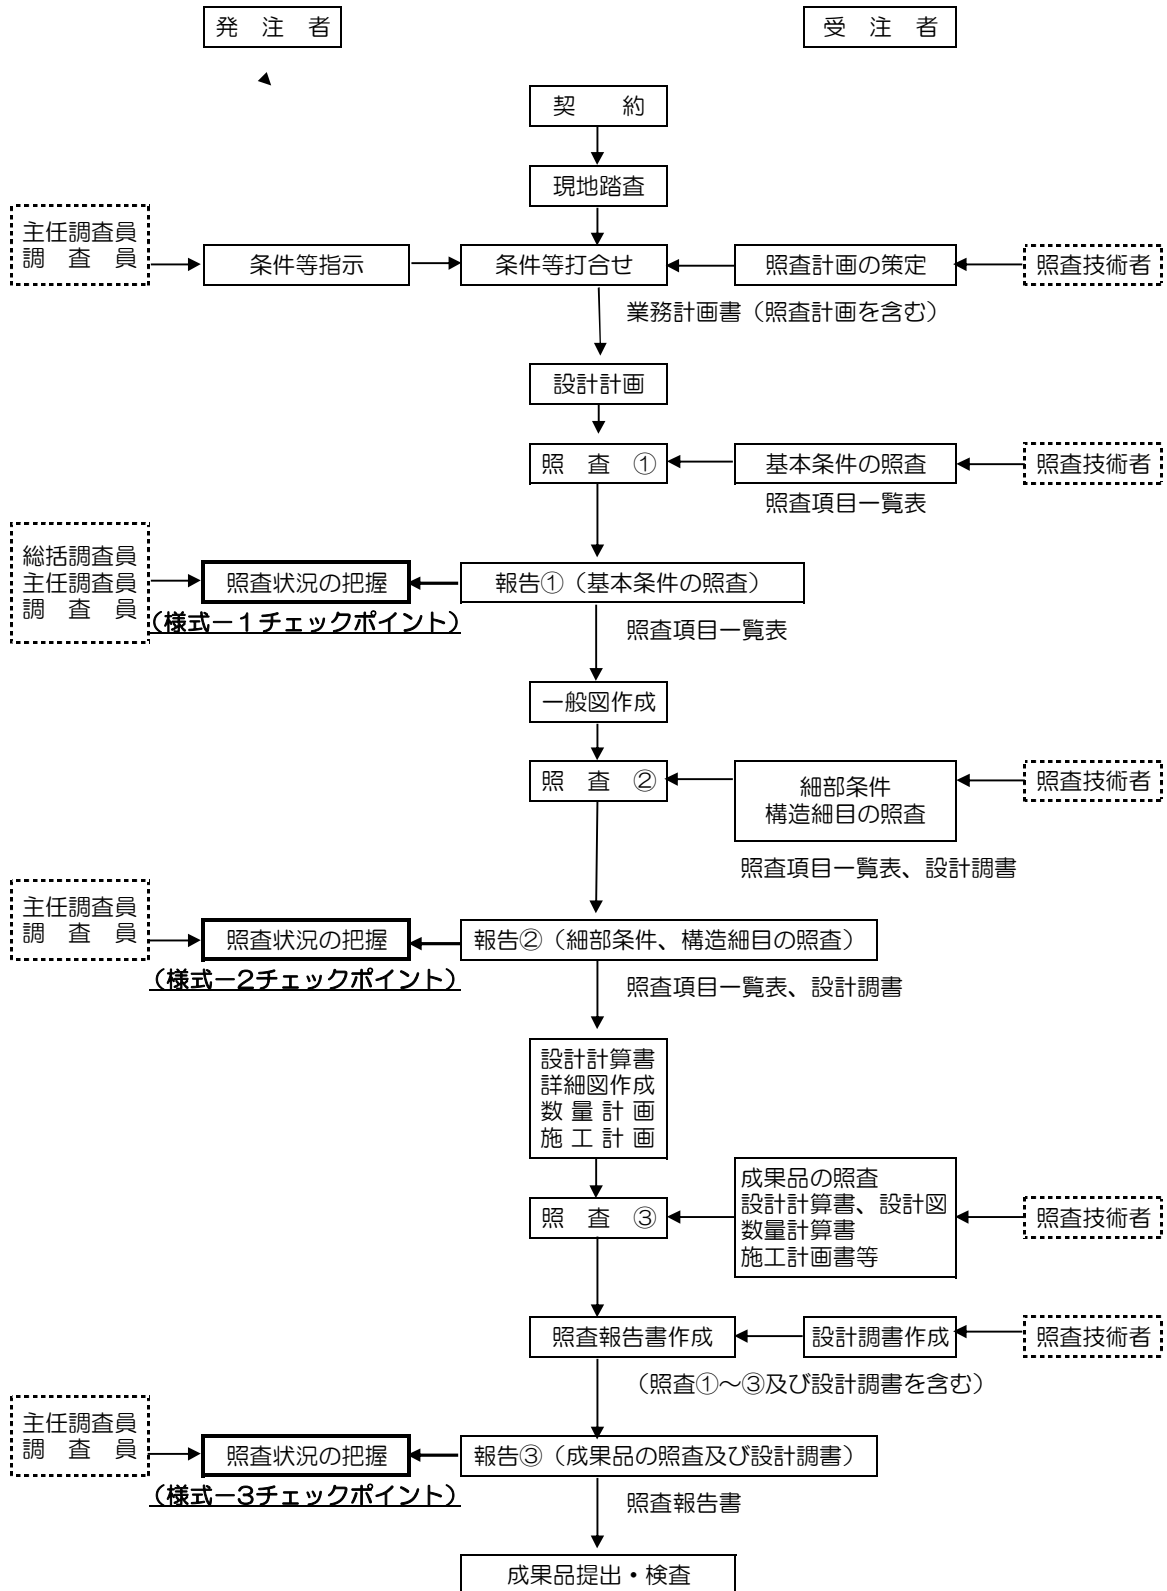 発　注　者
受　注　者
契　　約
現地踏査
主任調査員
調　査　員
条件等指示
条件等打合せ
照査計画の策定
照査技術者
業務計画書（照査計画を含む）
設計計画
照　査　①
基本条件の照査
照査技術者
照査項目一覧表
総括調査員
主任調査員
調　査　員
照査状況の把握
報告①（基本条件の照査）
（様式－１チェックポイント）
照査項目一覧表
一般図作成
照　査　②
細部条件
構造細目の照査
照査技術者
照査項目一覧表、設計調書
主任調査員
調　査　員
照査状況の把握
報告②（細部条件、構造細目の照査）
（様式－2チェックポイント）
照査項目一覧表、設計調書
設計計算書
詳細図作成
数 量 計 画
施 工 計 画
照　査　③
成果品の照査
設計計算書、設計図
数量計算書
施工計画書等
照査技術者
照査報告書作成
設計調書作成
照査技術者
（照査①～③及び設計調書を含む）
主任調査員
調　査　員
照査状況の把握
報告③（成果品の照査及び設計調書）
（様式－3チェックポイント）
照査報告書
成果品提出・検査